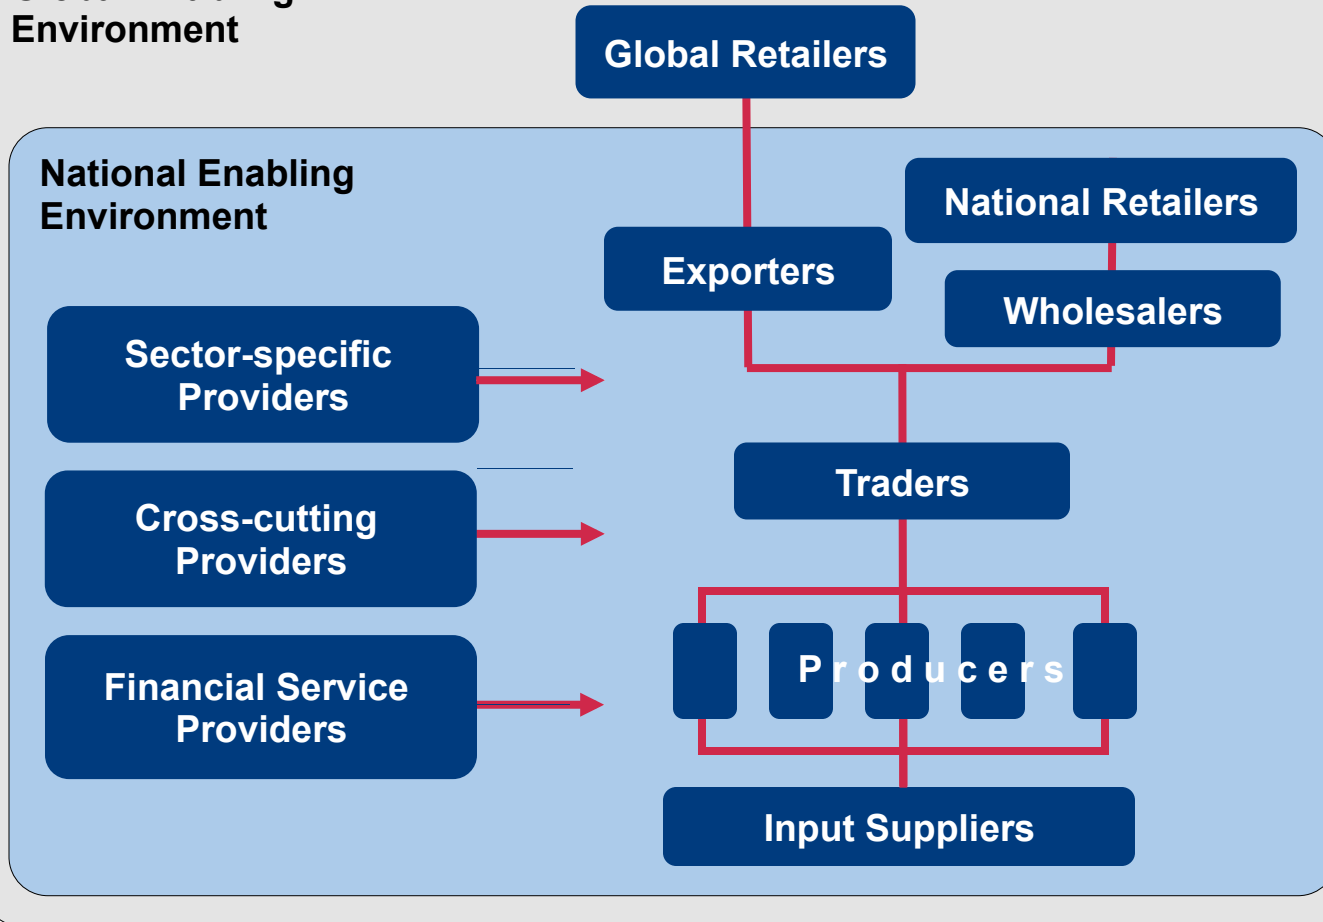 Environment
Global Retailers
National Enabling
Environment
National Retailers
Exporters
Wholesalers
Sector-specific
Providers
Traders
Cross-cutting
Providers
Producers
Financial Service
Providers
Input Suppliers